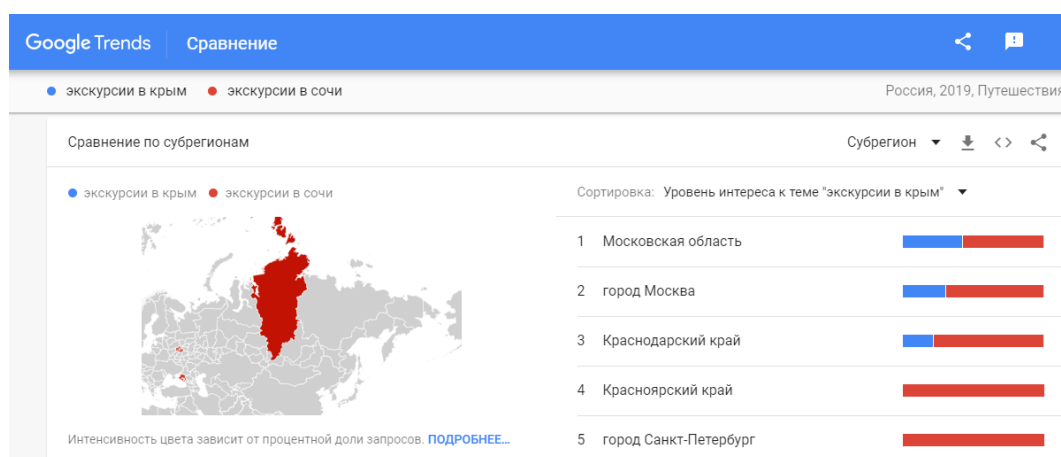 Google Trends Сравнение
экскурсии в крым экскурсии в сочи Россия, 2019, Путешествия
Сравнение по субрегионам Субрегион
экскурсии в крым экскурсии в сочи
Сортировка: Уровень интереса к теме "экскурсии в крым"
1 Московская область
2 город Москва
3 Краснодарский край
4 Красноярский край
5 город Санкт-Петербург
Интенсивность цвета зависит от процентной доли запросов. ПОДРОБНЕЕ...